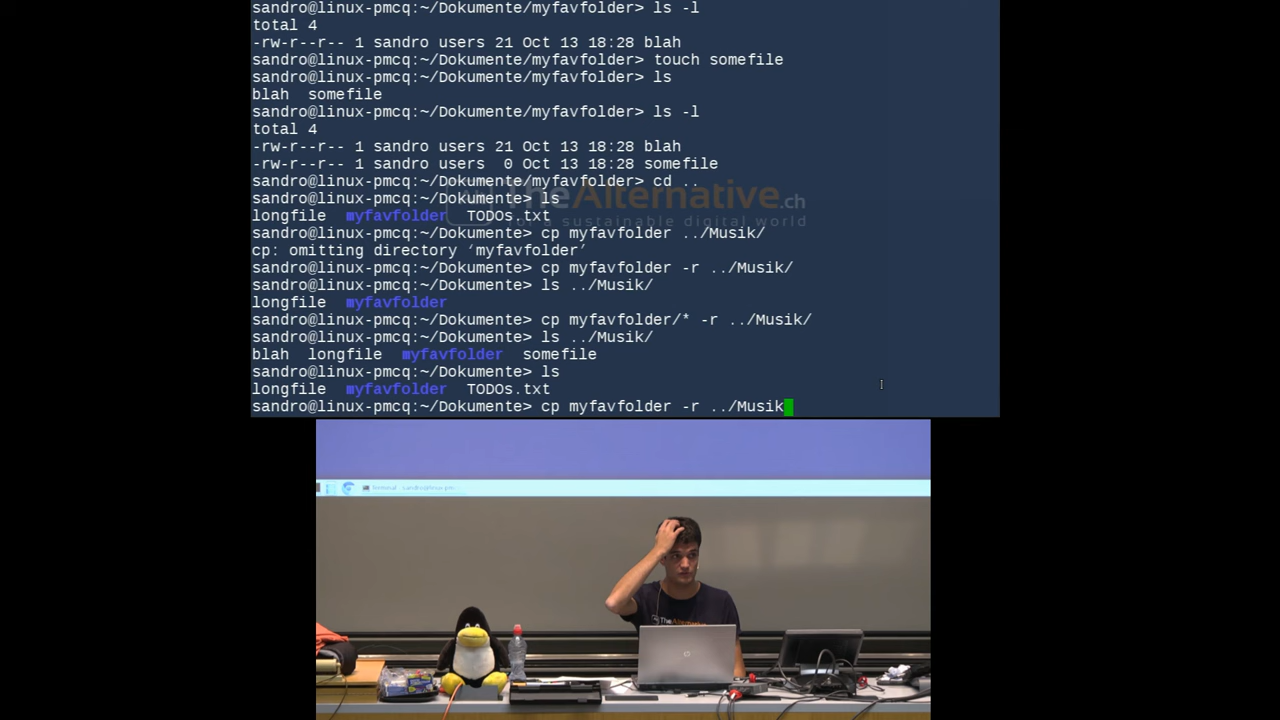 sandro@linux-pmcq:~/Dokumente/myfavfolder> ls -l
total 4
-rw-r--r-- 1 sandro users 21 Oct 13 18:28 blah
sandro@linux-pmcq:~/Dokumente/myfavfolder> touch somefile
sandro@linux-pmcq:~/Dokumente/myfavfolder> ls
blah  somefile
sandro@linux-pmcq:~/Dokumente/myfavfolder> ls -l
total 4
-rw-r--r-- 1 sandro users 21 Oct 13 18:28 blah
-rw-r--r-- 1 sandro users  0 Oct 13 18:28 somefile
sandro@linux-pmcq:~/Dokumente/myfavfolder> cd ..
TheAlternative.ch
sandro@linux-pmcq:~/Dokumente> ls
longfile  myfavfolder  TODOs.txt
for a sustainable digital world
sandro@linux-pmcq:~/Dokumente> cp myfavfolder ../Musik/
cp: omitting directory ‘myfavfolder’
sandro@linux-pmcq:~/Dokumente> cp myfavfolder -r ../Musik/
sandro@linux-pmcq:~/Dokumente> ls ../Musik/
longfile  myfavfolder
sandro@linux-pmcq:~/Dokumente> cp myfavfolder/* -r ../Musik/
sandro@linux-pmcq:~/Dokumente> ls ../Musik/
blah  longfile  myfavfolder  somefile
sandro@linux-pmcq:~/Dokumente> ls
longfile  myfavfolder  TODOs.txt
sandro@linux-pmcq:~/Dokumente> cp myfavfolder -r ../Musik